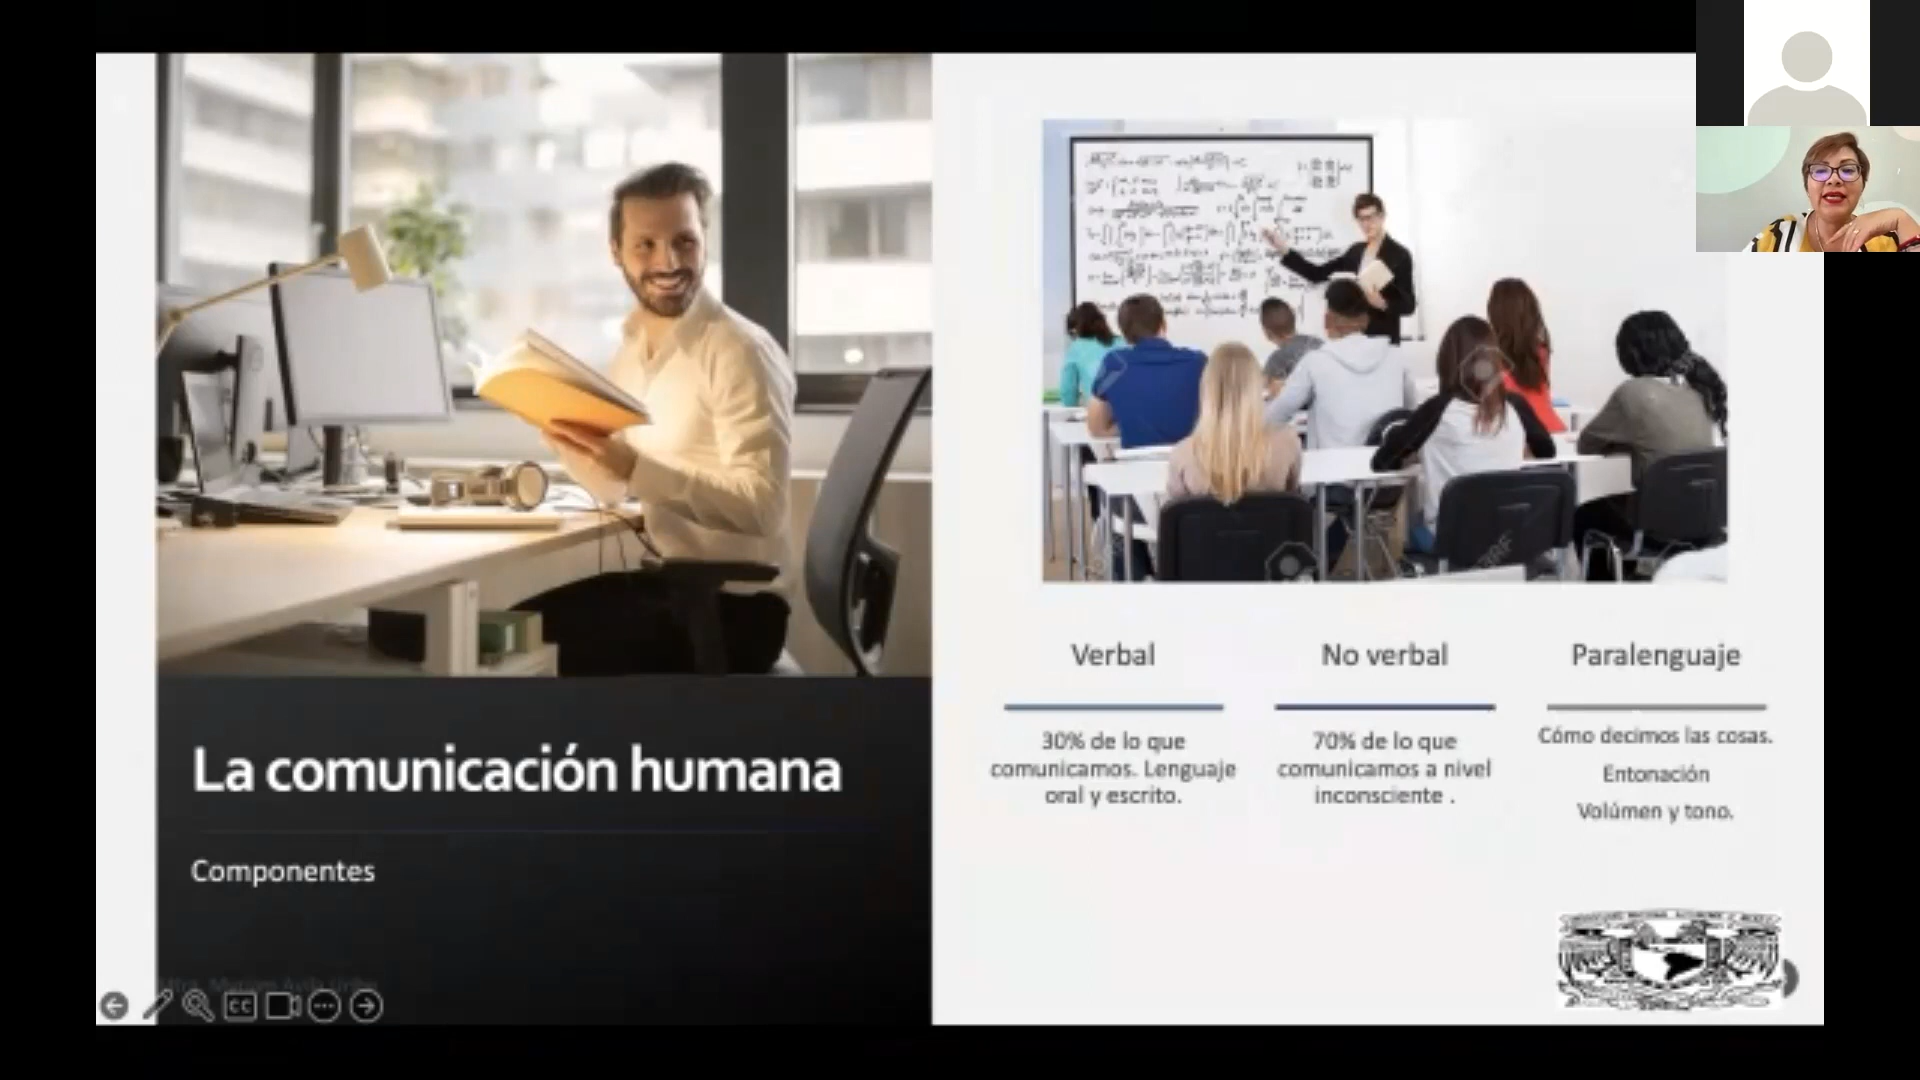 La comunicación humana
Componentes
Verbal
30% de lo que
comunicamos. Lenguaje
oral y escrito.
No verbal
70% de lo que
comunicamos a nivel
inconsciente .
Paralenguaje
Cómo decimos las cosas.
Entonación
Volúmen y tono.
CC